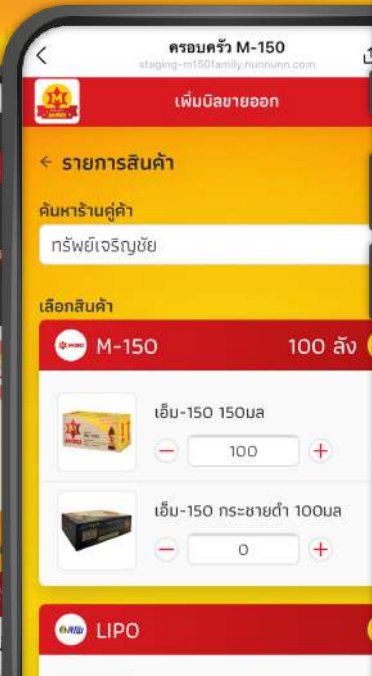 ครอบครัว M-150
staging-m150family.nunnunn.com
เพิ่มบิลขายออก
← รายการสินค้า
ค้นหาร้านคู่ค้า
ทรัพย์เจริญชัย
เลือกสินค้า
M-150 100 ลัง
เอ็ม-150 150มล
100
เอ็ม-150 กระชายดำ 100มล
0
LIPO